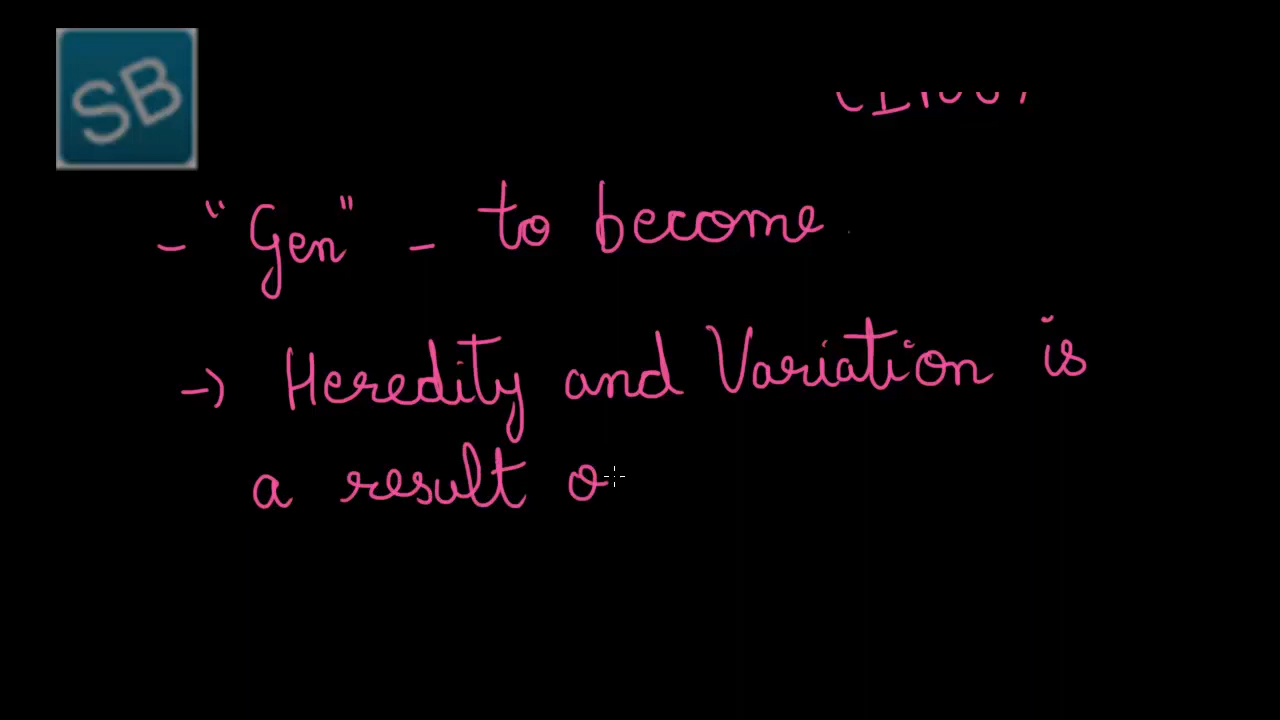 SB
- "Gen" - to become
-> Heredity and Variation is
a result o